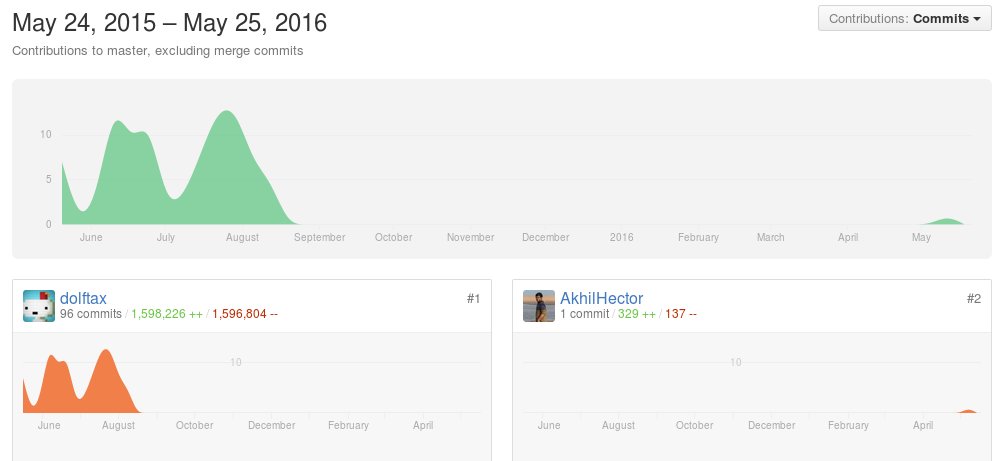 May 24, 2015 – May 25, 2016
Contributions: Commits
Contributions to master, excluding merge commits
10
5
0
June July August September October November December 2016 February March April May
dolftax #1
96 commits / 1,598,226 ++ / 1,596,804 --
10
June August October December February April
AkhilHector #2
1 commit / 329 ++ / 137 --
10
June August October December February April